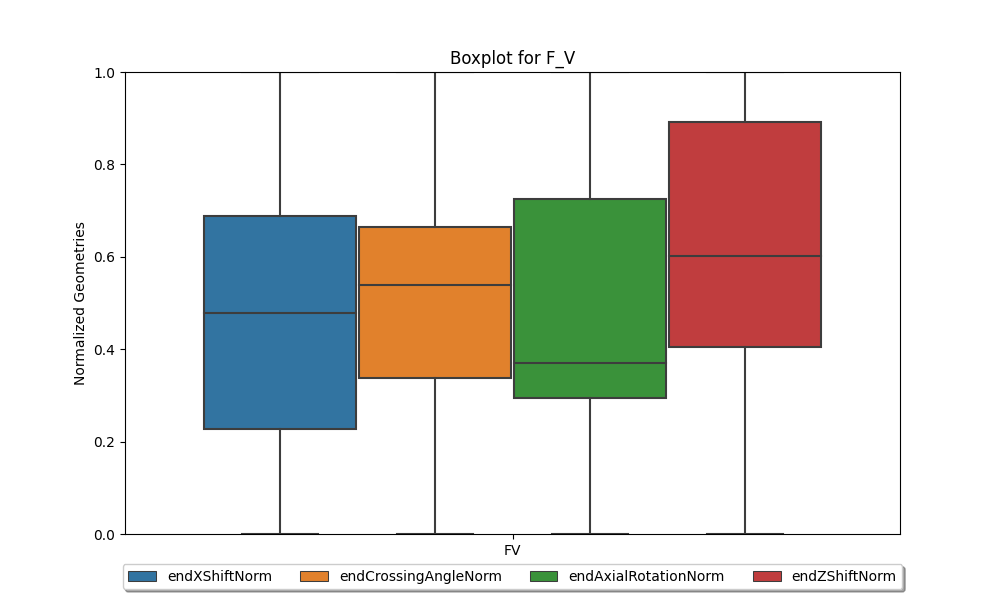 Boxplot for F_V
1.0
0.8
0.6
0.4
0.2
0.0
Normalized Geometries
FV
endXShiftNorm endCrossingAngleNorm endAxialRotationNorm endZShiftNorm